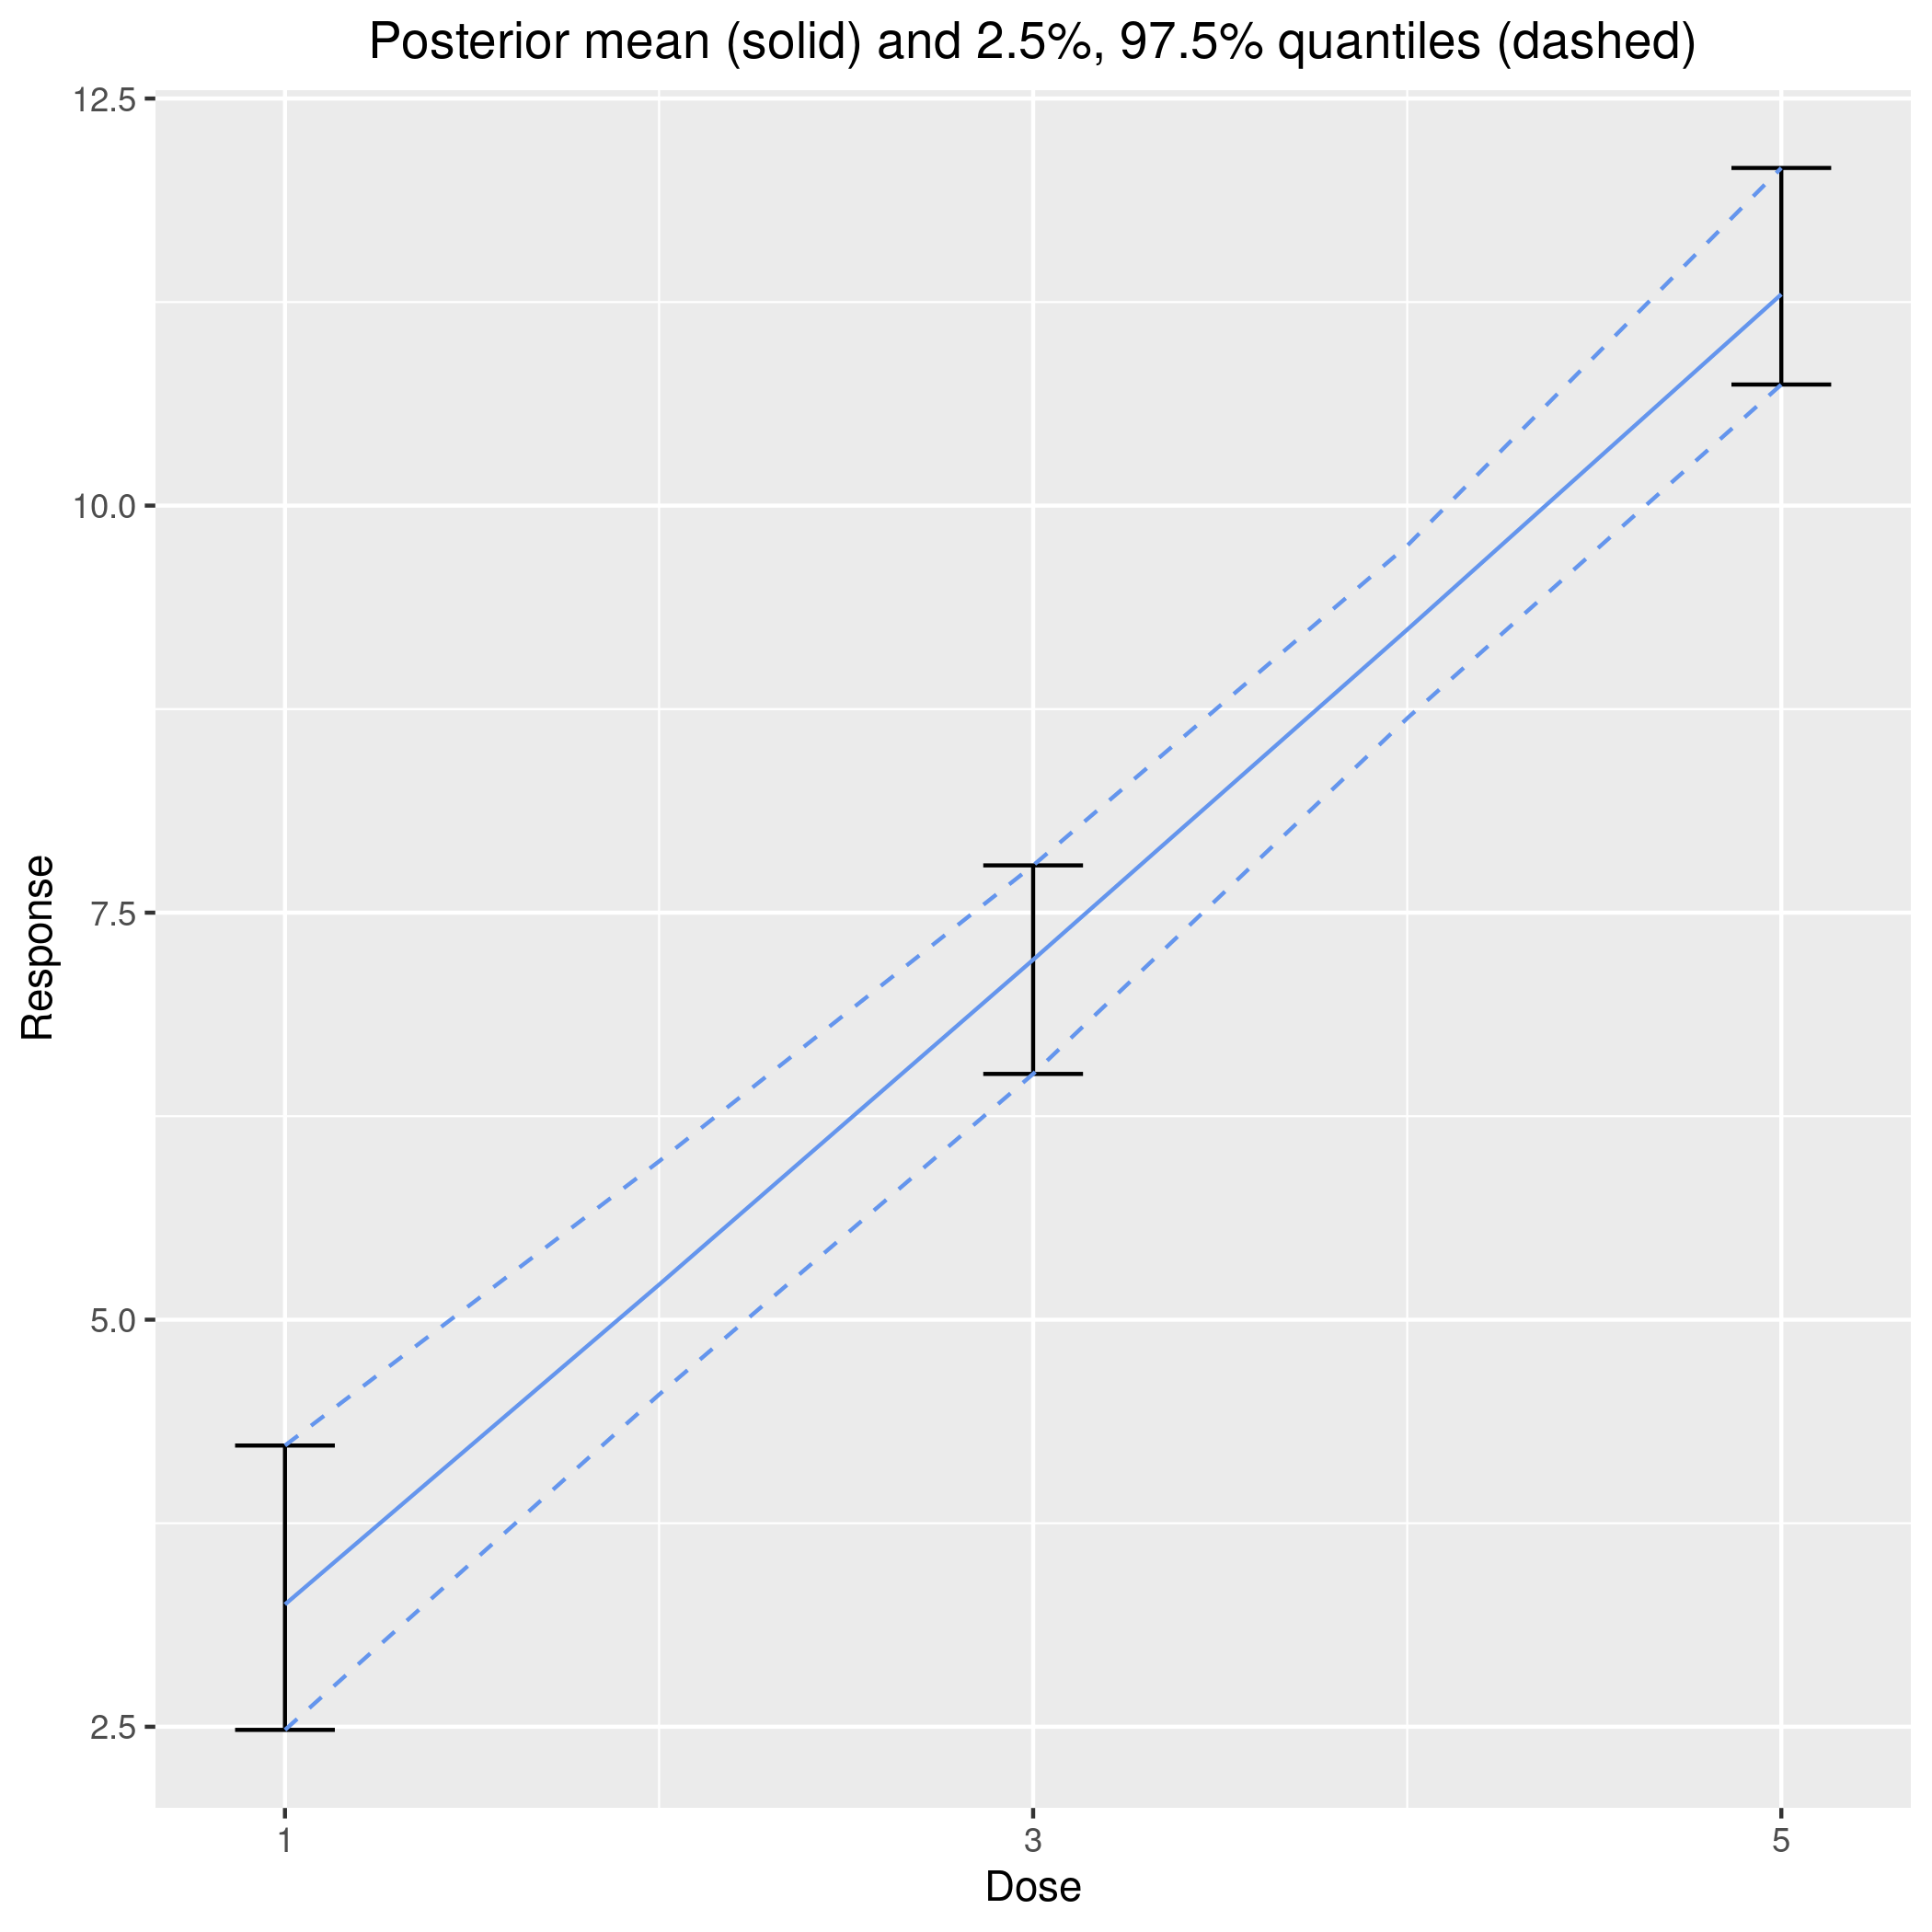 Posterior mean (solid) and 2.5%, 97.5% quantiles (dashed)
12.5
10.0
7.5
5.0
2.5
Response
1 3 5
Dose